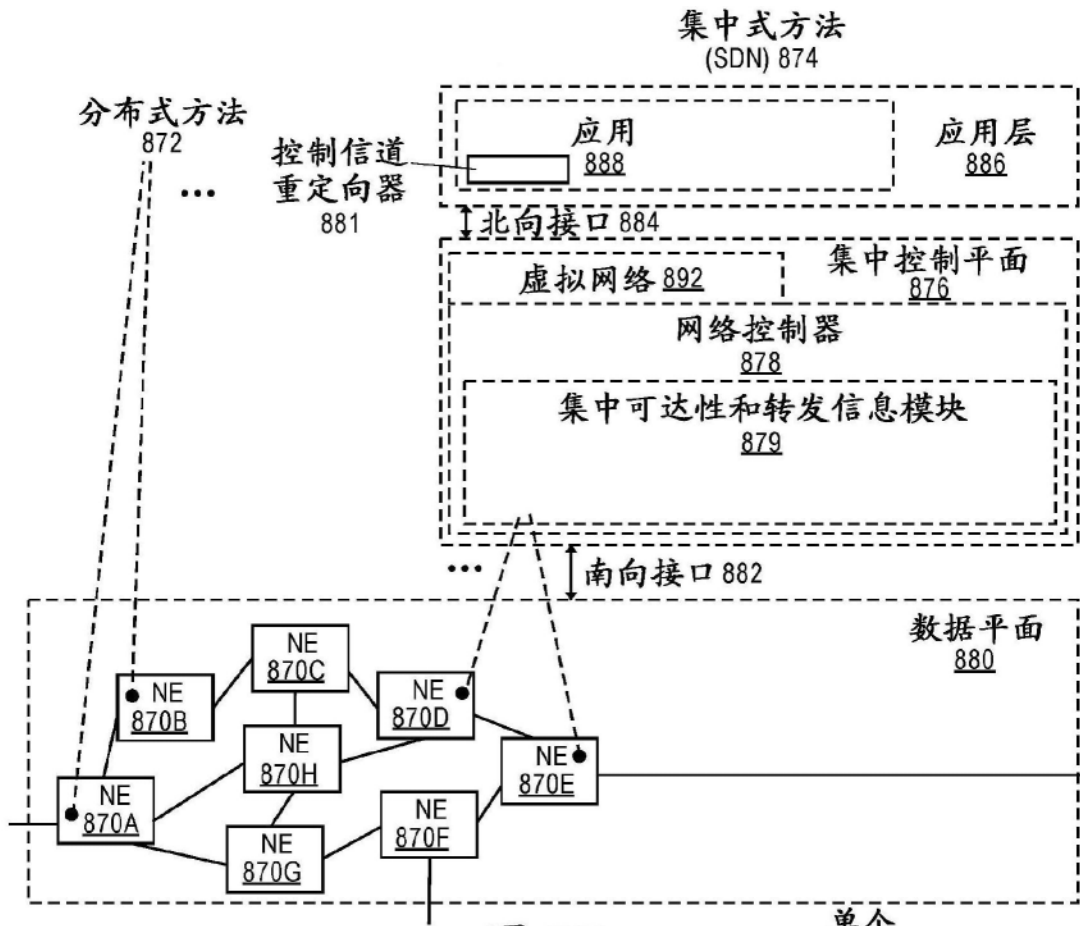 集中式方法
(SDN) 874
分布式方法
872
控制信道
重定向器
881
应用
888
应用层
886
北向接口 884
虚拟网络 892
集中控制平面
876
网络控制器
878
集中可达性和转发信息模块
879
南向接口 882
数据平面
880
NE
870C
NE
870B
NE
870D
NE
870H
NE
870E
NE
870A
NE
870F
NE
870G
单个